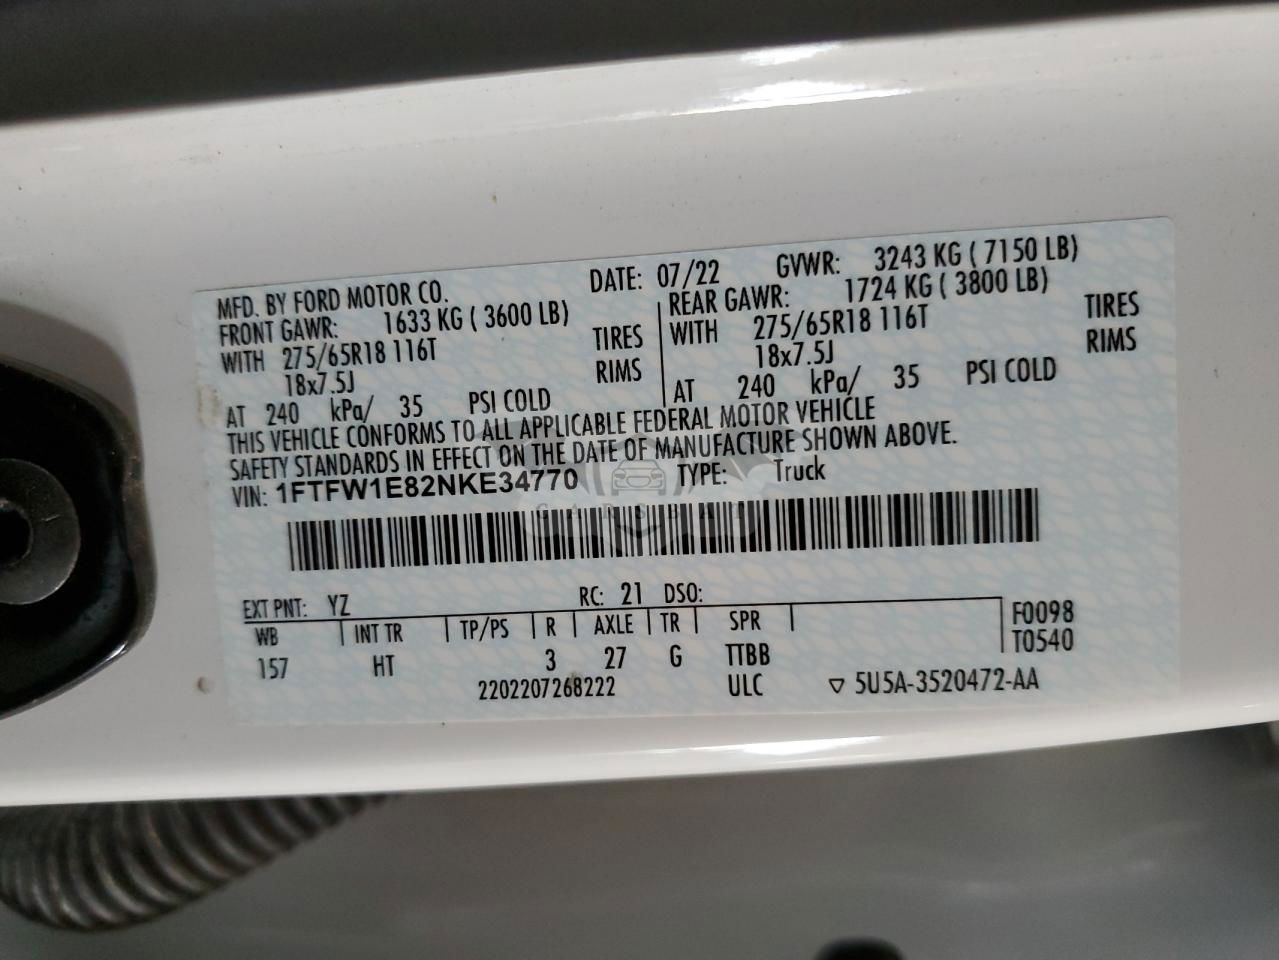 MFD. BY FORD MOTOR CO. DATE: 07/22 GVWR: 3243 KG ( 7150 LB)
FRONT GAWR: 1633 KG ( 3600 LB) REAR GAWR: 1724 KG ( 3800 LB)
WITH 275/65R18 116T TIRES WITH 275/65R18 116T TIRES
18x7.5J RIMS 18x7.5J RIMS
AT 240 kPa/ 35 PSI COLD AT 240 kPa/ 35 PSI COLD
THIS VEHICLE CONFORMS TO ALL APPLICABLE FEDERAL MOTOR VEHICLE
SAFETY STANDARDS IN EFFECT ON THE DATE OF MANUFACTURE SHOWN ABOVE.
VIN: 1FTFW1E82NKE34770 TYPE: Truck
CARSBAT
EXT PNT: YZ RC: 21 DSO:
WB INT TR TP/PS R AXLE TR SPR F0098
157 HT 3 27 G TTBB T0540
2202207268222 ULC ▽ 5U5A-3520472-AA